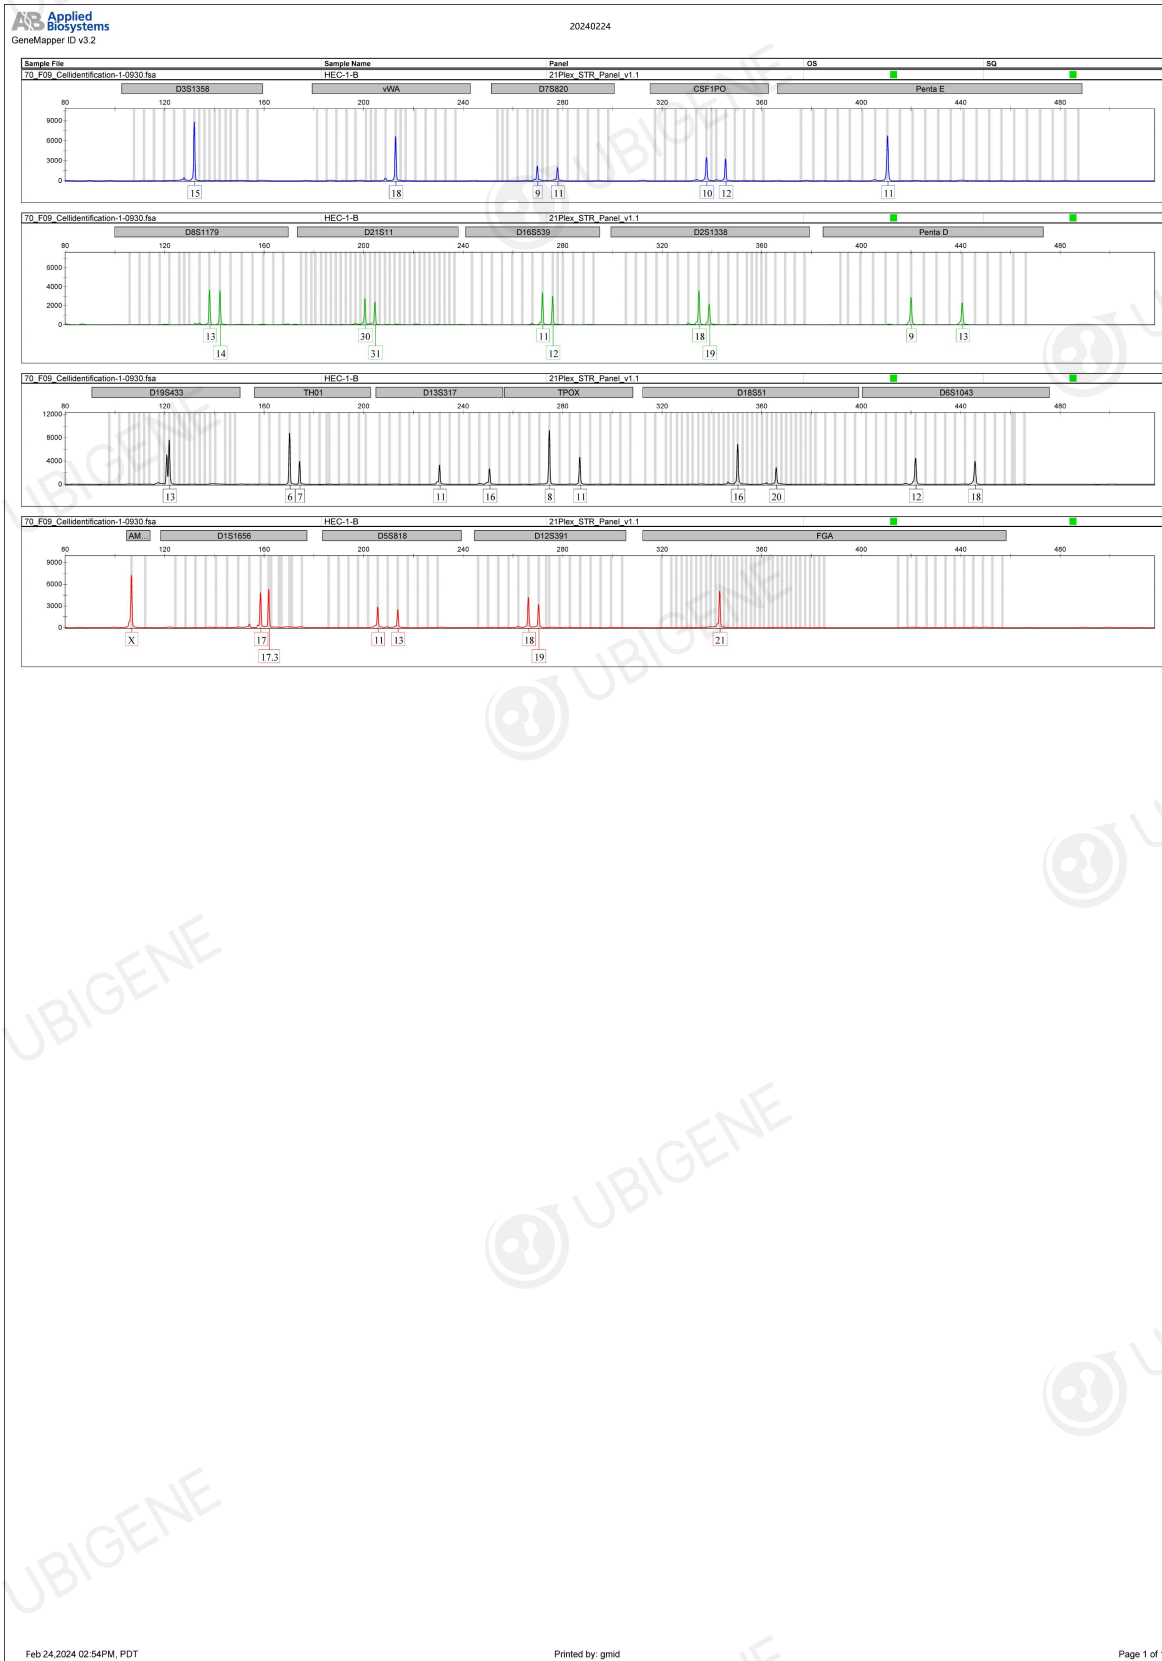 AB Applied Biosystems
GeneMapper ID v3.2
20240224
Sample File Sample Name Panel OS SQ
70_F09_Cellidentification-1-0930.fsa HEC-1-B 21Plex_STR_Panel_v1.1
D3S1358 vWA D7S820 CSF1PO Penta E
80 120 160 200 240 280 320 360 400 440 480
9000
6000
3000
0
15 18 9 11 10 12 11
70_F09_Cellidentification-1-0930.fsa HEC-1-B 21Plex_STR_Panel_v1.1
D8S1179 D21S11 D16S539 D2S1338 Penta D
80 120 160 200 240 280 320 360 400 440 480
6000
4000
2000
0
13 30 11 18 9 13
14 31 12 19
70_F09_Cellidentification-1-0930.fsa HEC-1-B 21Plex_STR_Panel_v1.1
D19S433 TH01 D13S317 TPOX D18S51 D6S1043
80 120 160 200 240 280 320 360 400 440 480
12000
8000
4000
0
13 6 7 11 16 8 11 16 20 12 18
70_F09_Cellidentification-1-0930.fsa HEC-1-B 21Plex_STR_Panel_v1.1
AM... D1S1656 D5S818 D12S391 FGA
80 120 160 200 240 280 320 360 400 440 480
9000
6000
3000
0
X 17 11 13 18 21
17.3 19
UBIGENE
UBIGENE
UBIGENE
UBIGENE
UBIGENE
UBIGENE
UBIGENE
Feb 24,2024 02:54PM, PDT Printed by: gmid Page 1 of